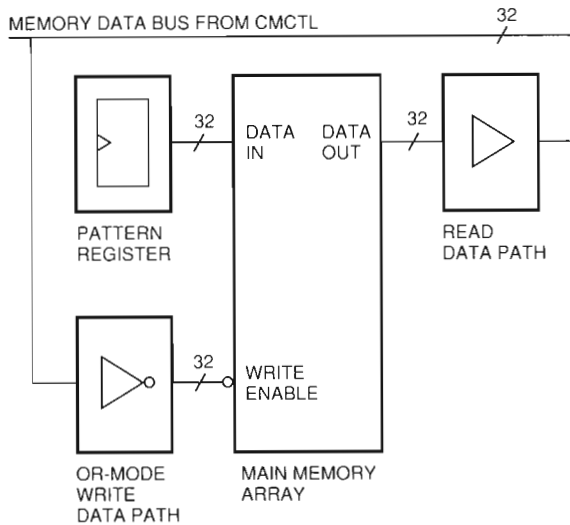 MEMORY DATA BUS FROM CMCTL
32
32
DATA
IN
DATA
OUT
32
PATTERN
REGISTER
READ
DATA PATH
32
WRITE
ENABLE
OR-MODE
WRITE
DATA PATH
MAIN MEMORY
ARRAY